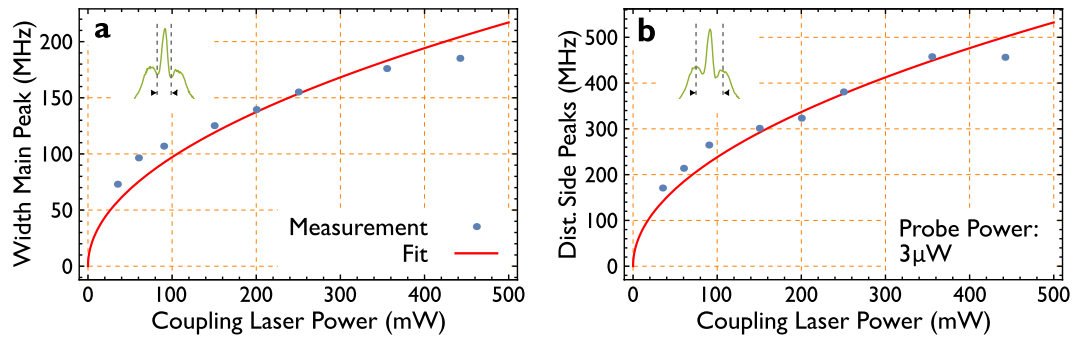 a
Width Main Peak (MHz)
200
150
100
50
0
Measurement
Fit
0 100 200 300 400 500
Coupling Laser Power (mW)
b
Dist. Side Peaks (MHz)
500
400
300
200
100
0
Probe Power:
3µW
0 100 200 300 400 500
Coupling Laser Power (mW)